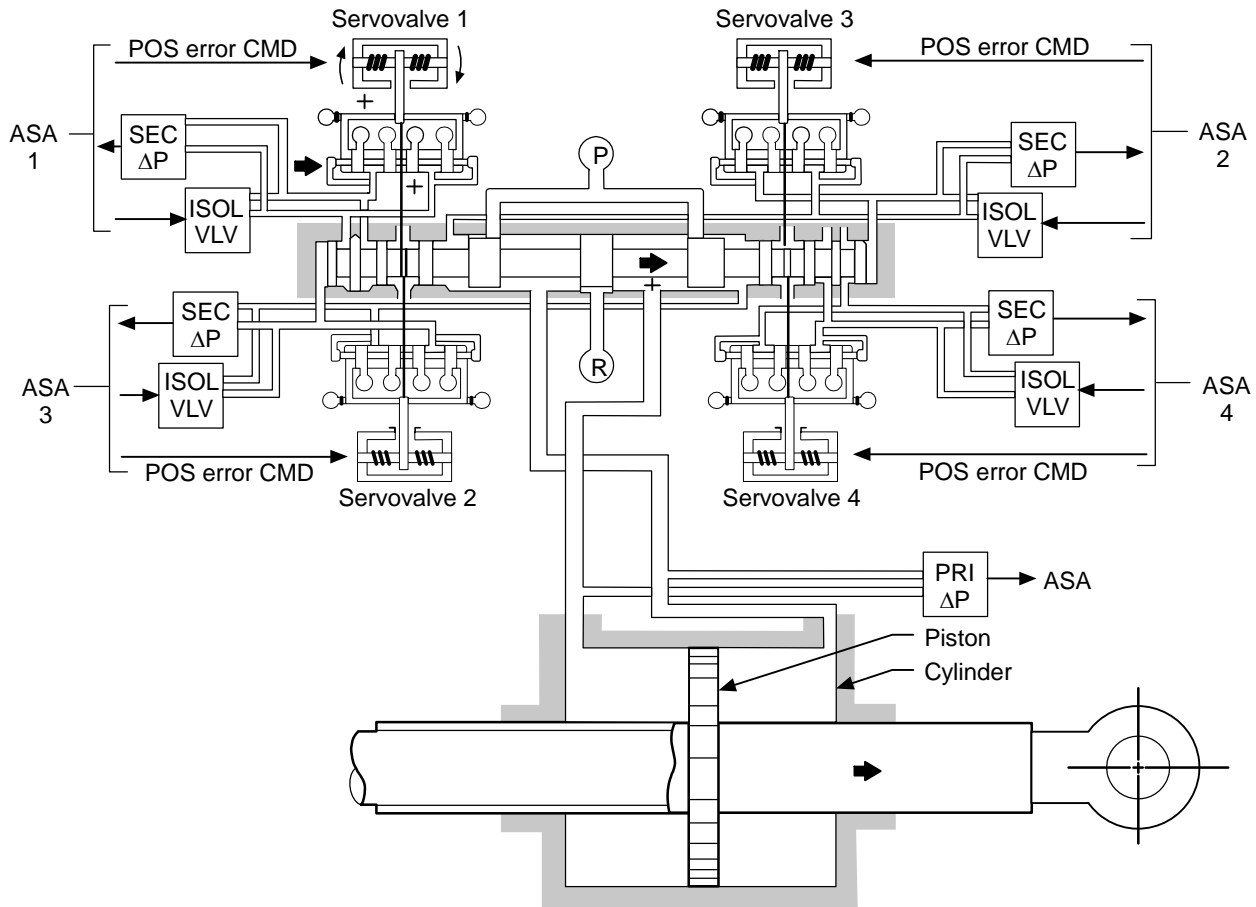 Servovalve 1
Servovalve 3
POS error CMD
POS error CMD
+
ASA
1
SEC
ΔP
P
SEC
ΔP
ASA
2
+
ISOL
VLV
ISOL
VLV
+
SEC
ΔP
SEC
ΔP
R
ASA
3
ISOL
VLV
ISOL
VLV
ASA
4
POS error CMD
POS error CMD
Servovalve 2
Servovalve 4
PRI
ΔP
ASA
Piston
Cylinder